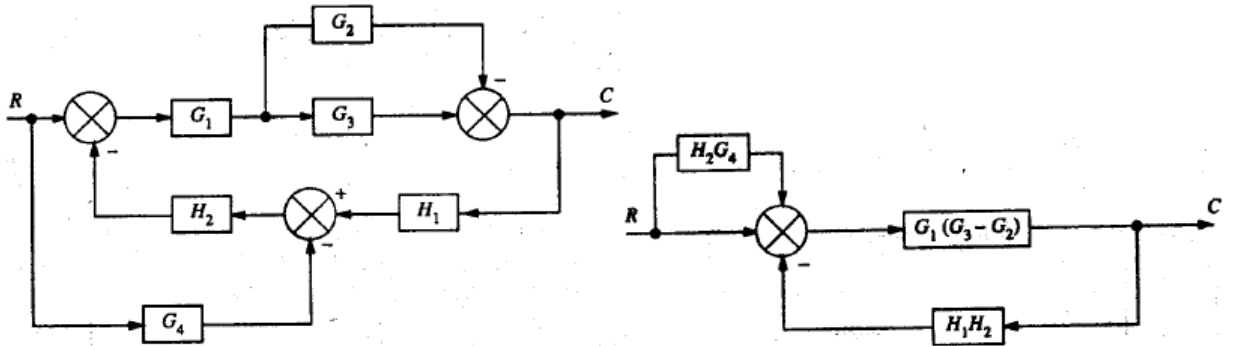 G₂
R
G₁
G₃
−
C
−
H₂
+
H₁
−
G₄
H₂G₄
R
G₁ (G₃ − G₂)
C
−
H₁H₂